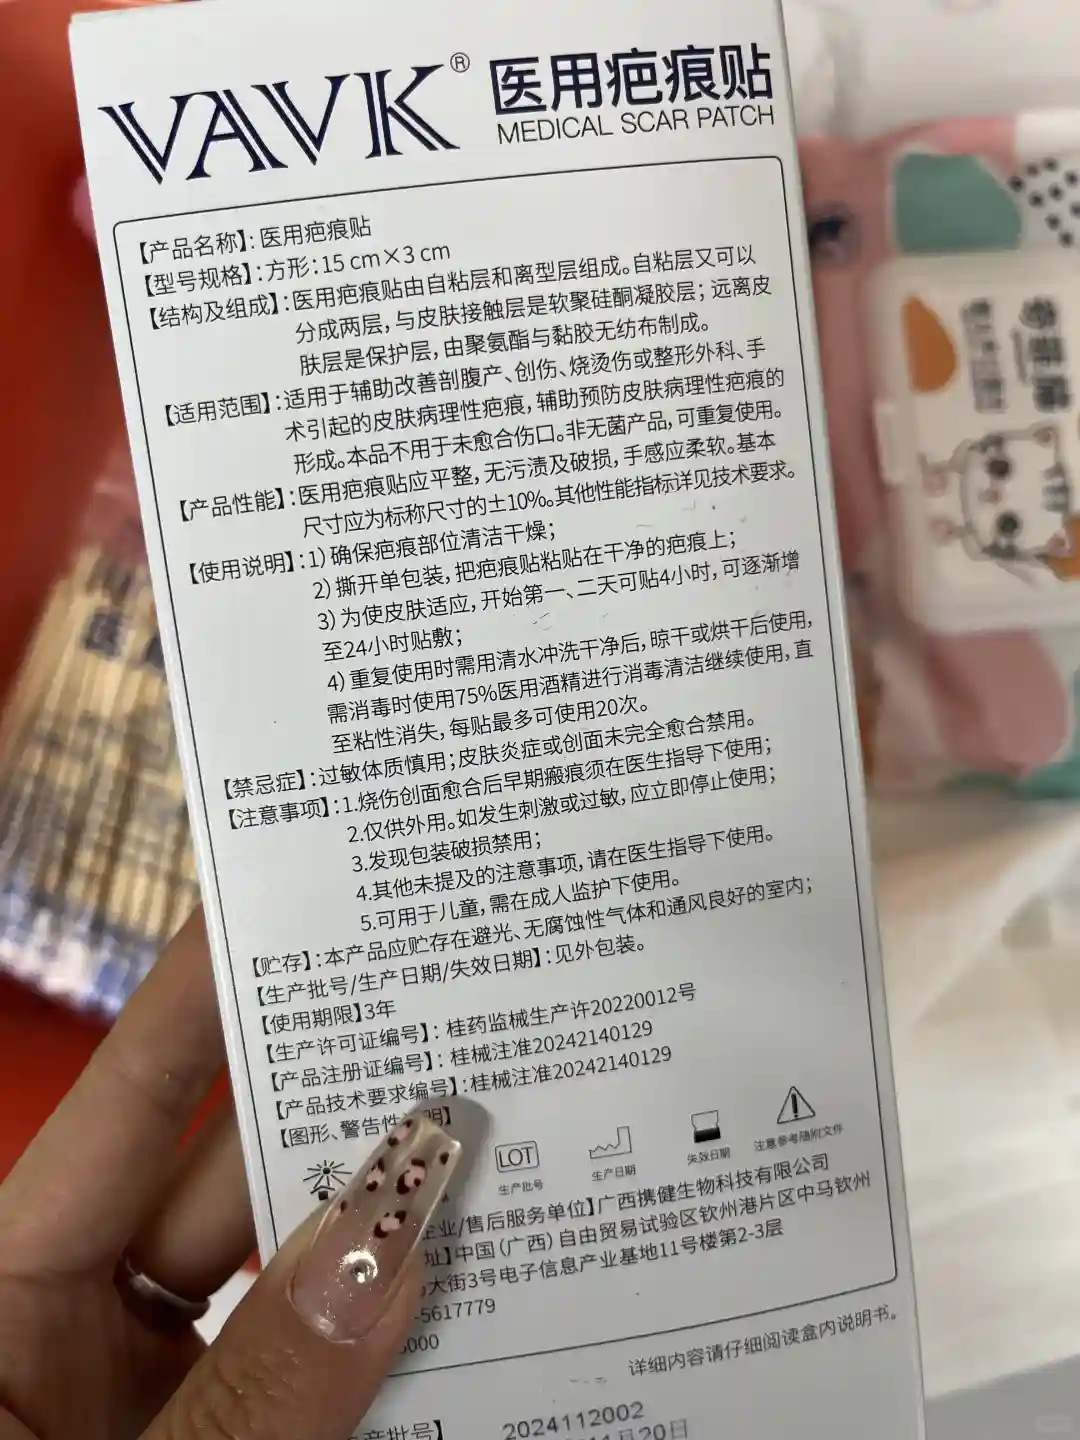 VAVK® 医用疤痕贴
MEDICAL SCAR PATCH
【产品名称】:医用疤痕贴
【型号规格】:方形:15 cm×3 cm
【结构及组成】:医用疤痕贴由自粘层和离型层组成。自粘层又可以
分成两层,与皮肤接触层是软聚硅酮凝胶层;远离皮
肤层是保护层,由聚氨酯与黏胶无纺布制成。
【适用范围】:适用于辅助改善剖腹产、创伤、烧烫伤或整形外科、手
术引起的皮肤病理性疤痕,辅助预防皮肤病理性疤痕的
形成。本品不用于未愈合伤口。非无菌产品,可重复使用。
【产品性能】:医用疤痕贴应平整,无污渍及破损,手感应柔软。基本
尺寸应为标称尺寸的±10%。其他性能指标详见技术要求。
【使用说明】:1)确保疤痕部位清洁干燥;
2)撕开单包装,把疤痕贴粘贴在干净的疤痕上;
3)为使皮肤适应,开始第一、二天可贴4小时,可逐渐增
至24小时贴敷;
4)重复使用时需用清水冲洗干净后,晾干或烘干后使用,
需消毒时使用75%医用酒精进行消毒清洁继续使用,直
至粘性消失,每贴最多可使用20次。
【禁忌症】:过敏体质慎用;皮肤炎症或创面未完全愈合禁用。
【注意事项】:1.烧伤创面愈合后早期瘢痕须在医生指导下使用;
2.仅供外用。如发生刺激或过敏,应立即停止使用;
3.发现包装破损禁用;
4.其他未提及的注意事项,请在医生指导下使用。
5.可用于儿童,需在成人监护下使用。
【贮存】:本产品应贮存在避光、无腐蚀性气体和通风良好的室内;
【生产批号/生产日期/失效日期】:见外包装。
【使用期限】3年
【生产许可证编号】:桂药监械生产许20220012号
【产品注册证编号】:桂械注准20242140129
【产品技术要求编号】:桂械注准20242140129
【图形、警告性 明】
LOT
生产批号 生产日期 失效日期 注意参考随附文件
企业/售后服务单位】广西携健生物科技有限公司
址】中国(广西)自由贸易试验区钦州港片区中马钦州
大街3号电子信息产业基地11号楼第2-3层
-5617779
000
详细内容请仔细阅读盒内说明书。
产批号】 2024112002
月20日